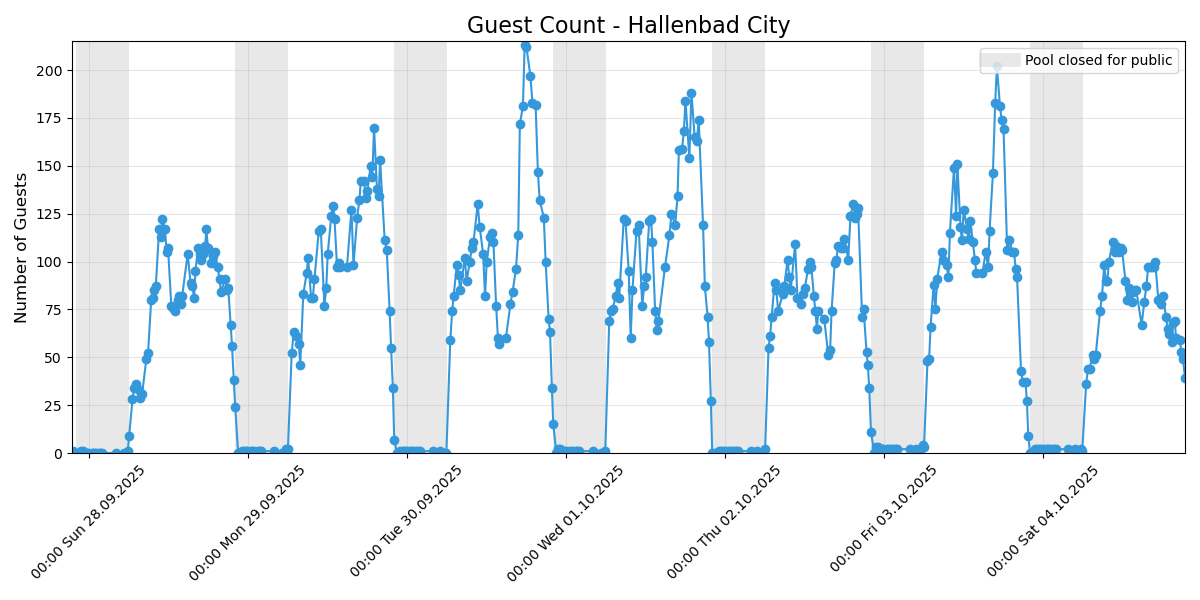 Guest Count - Hallenbad City
Pool closed for public
Number of Guests
200
175
150
125
100
75
50
25
0
00:00 Sun 28.09.2025
00:00 Mon 29.09.2025
00:00 Tue 30.09.2025
00:00 Wed 01.10.2025
00:00 Thu 02.10.2025
00:00 Fri 03.10.2025
00:00 Sat 04.10.2025